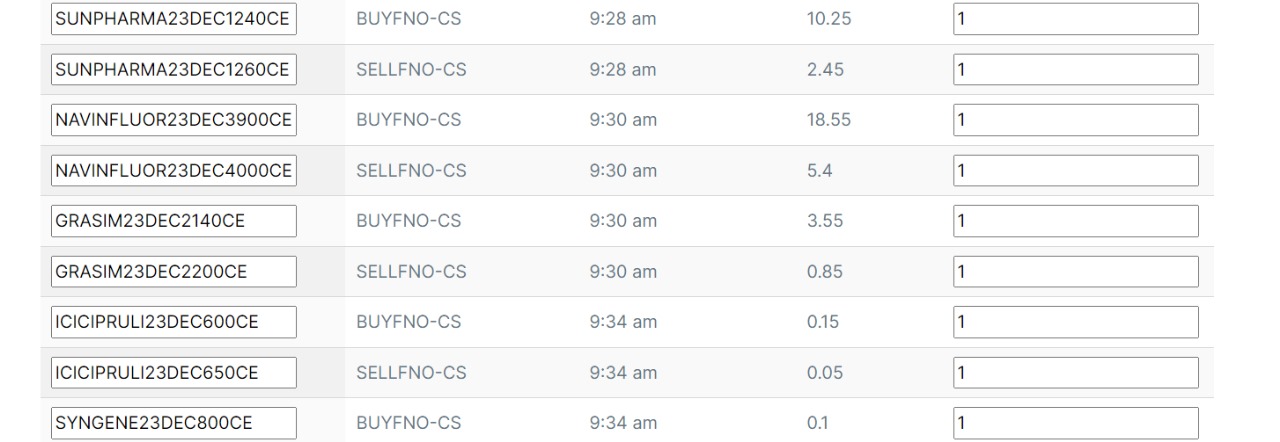 SUNPHARMA23DEC1240CE BUYFNO-CS 9:28 am 10.25 1
SUNPHARMA23DEC1260CE SELLFNO-CS 9:28 am 2.45 1
NAVINFLUOR23DEC3900CE BUYFNO-CS 9:30 am 18.55 1
NAVINFLUOR23DEC4000CE SELLFNO-CS 9:30 am 5.4 1
GRASIM23DEC2140CE BUYFNO-CS 9:30 am 3.55 1
GRASIM23DEC2200CE SELLFNO-CS 9:30 am 0.85 1
ICICIPRULI23DEC600CE BUYFNO-CS 9:34 am 0.15 1
ICICIPRULI23DEC650CE SELLFNO-CS 9:34 am 0.05 1
SYNGENE23DEC800CE BUYFNO-CS 9:34 am 0.1 1